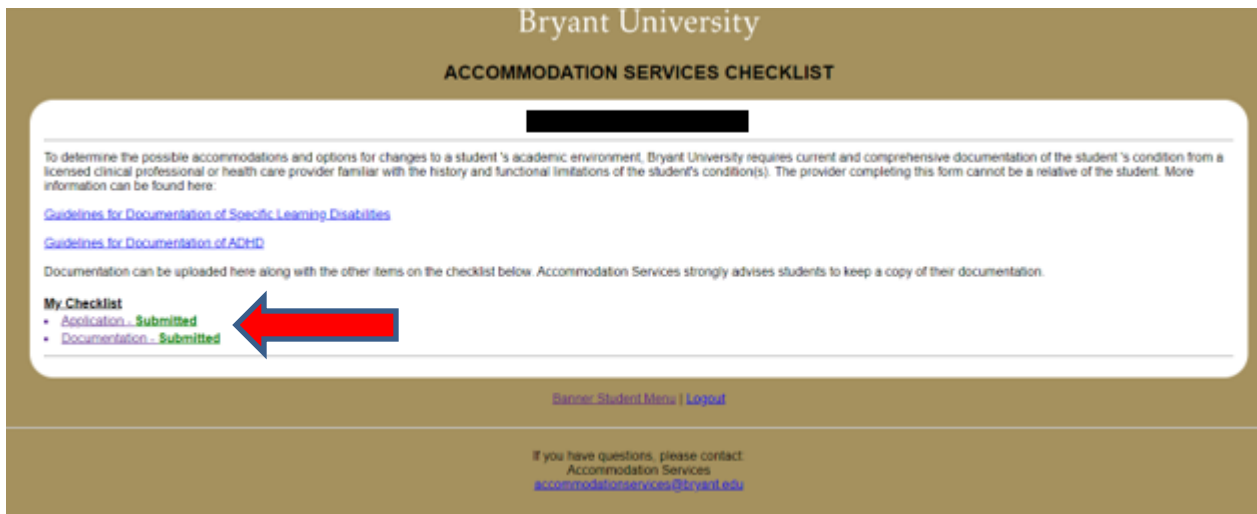 Bryant University
ACCOMMODATION SERVICES CHECKLIST
To determine the possible accommodations and options for changes to a student 's academic environment, Bryant University requires current and comprehensive documentation of the student 's condition from a
licensed clinical professional or health care provider familiar with the history and functional limitations of the student's condition(s). The provider completing this form cannot be a relative of the student. More
information can be found here:
Guidelines for Documentation of Specific Learning Disabilities
Guidelines for Documentation of ADHD
Documentation can be uploaded here along with the other items on the checklist below. Accommodation Services strongly advises students to keep a copy of their documentation.
My Checklist
• Application - Submitted
• Documentation - Submitted
Banner Student Menu | Logout
If you have questions, please contact:
Accommodation Services
accommodationservices@bryant.edu